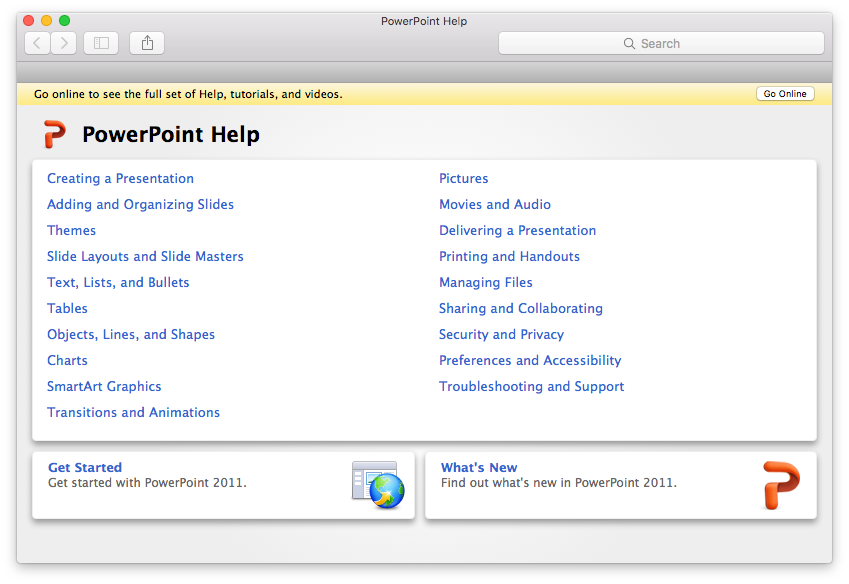 PowerPoint Help
Search
Go online to see the full set of Help, tutorials, and videos.
Go Online
PowerPoint Help
Creating a Presentation
Adding and Organizing Slides
Themes
Slide Layouts and Slide Masters
Text, Lists, and Bullets
Tables
Objects, Lines, and Shapes
Charts
SmartArt Graphics
Transitions and Animations
Pictures
Movies and Audio
Delivering a Presentation
Printing and Handouts
Managing Files
Sharing and Collaborating
Security and Privacy
Preferences and Accessibility
Troubleshooting and Support
Get Started
Get started with PowerPoint 2011.
What's New
Find out what's new in PowerPoint 2011.